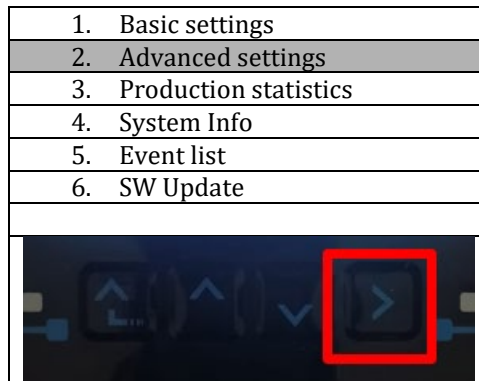 1. Basic settings
2. Advanced settings
3. Production statistics
4. System Info
5. Event list
6. SW Update